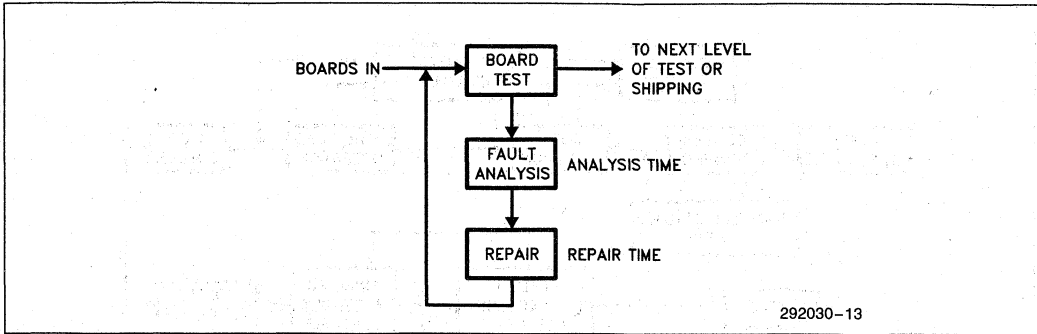 BOARDS IN
BOARD
TEST
TO NEXT LEVEL
OF TEST OR
SHIPPING
FAULT
ANALYSIS
ANALYSIS TIME
REPAIR
REPAIR TIME
292030-13